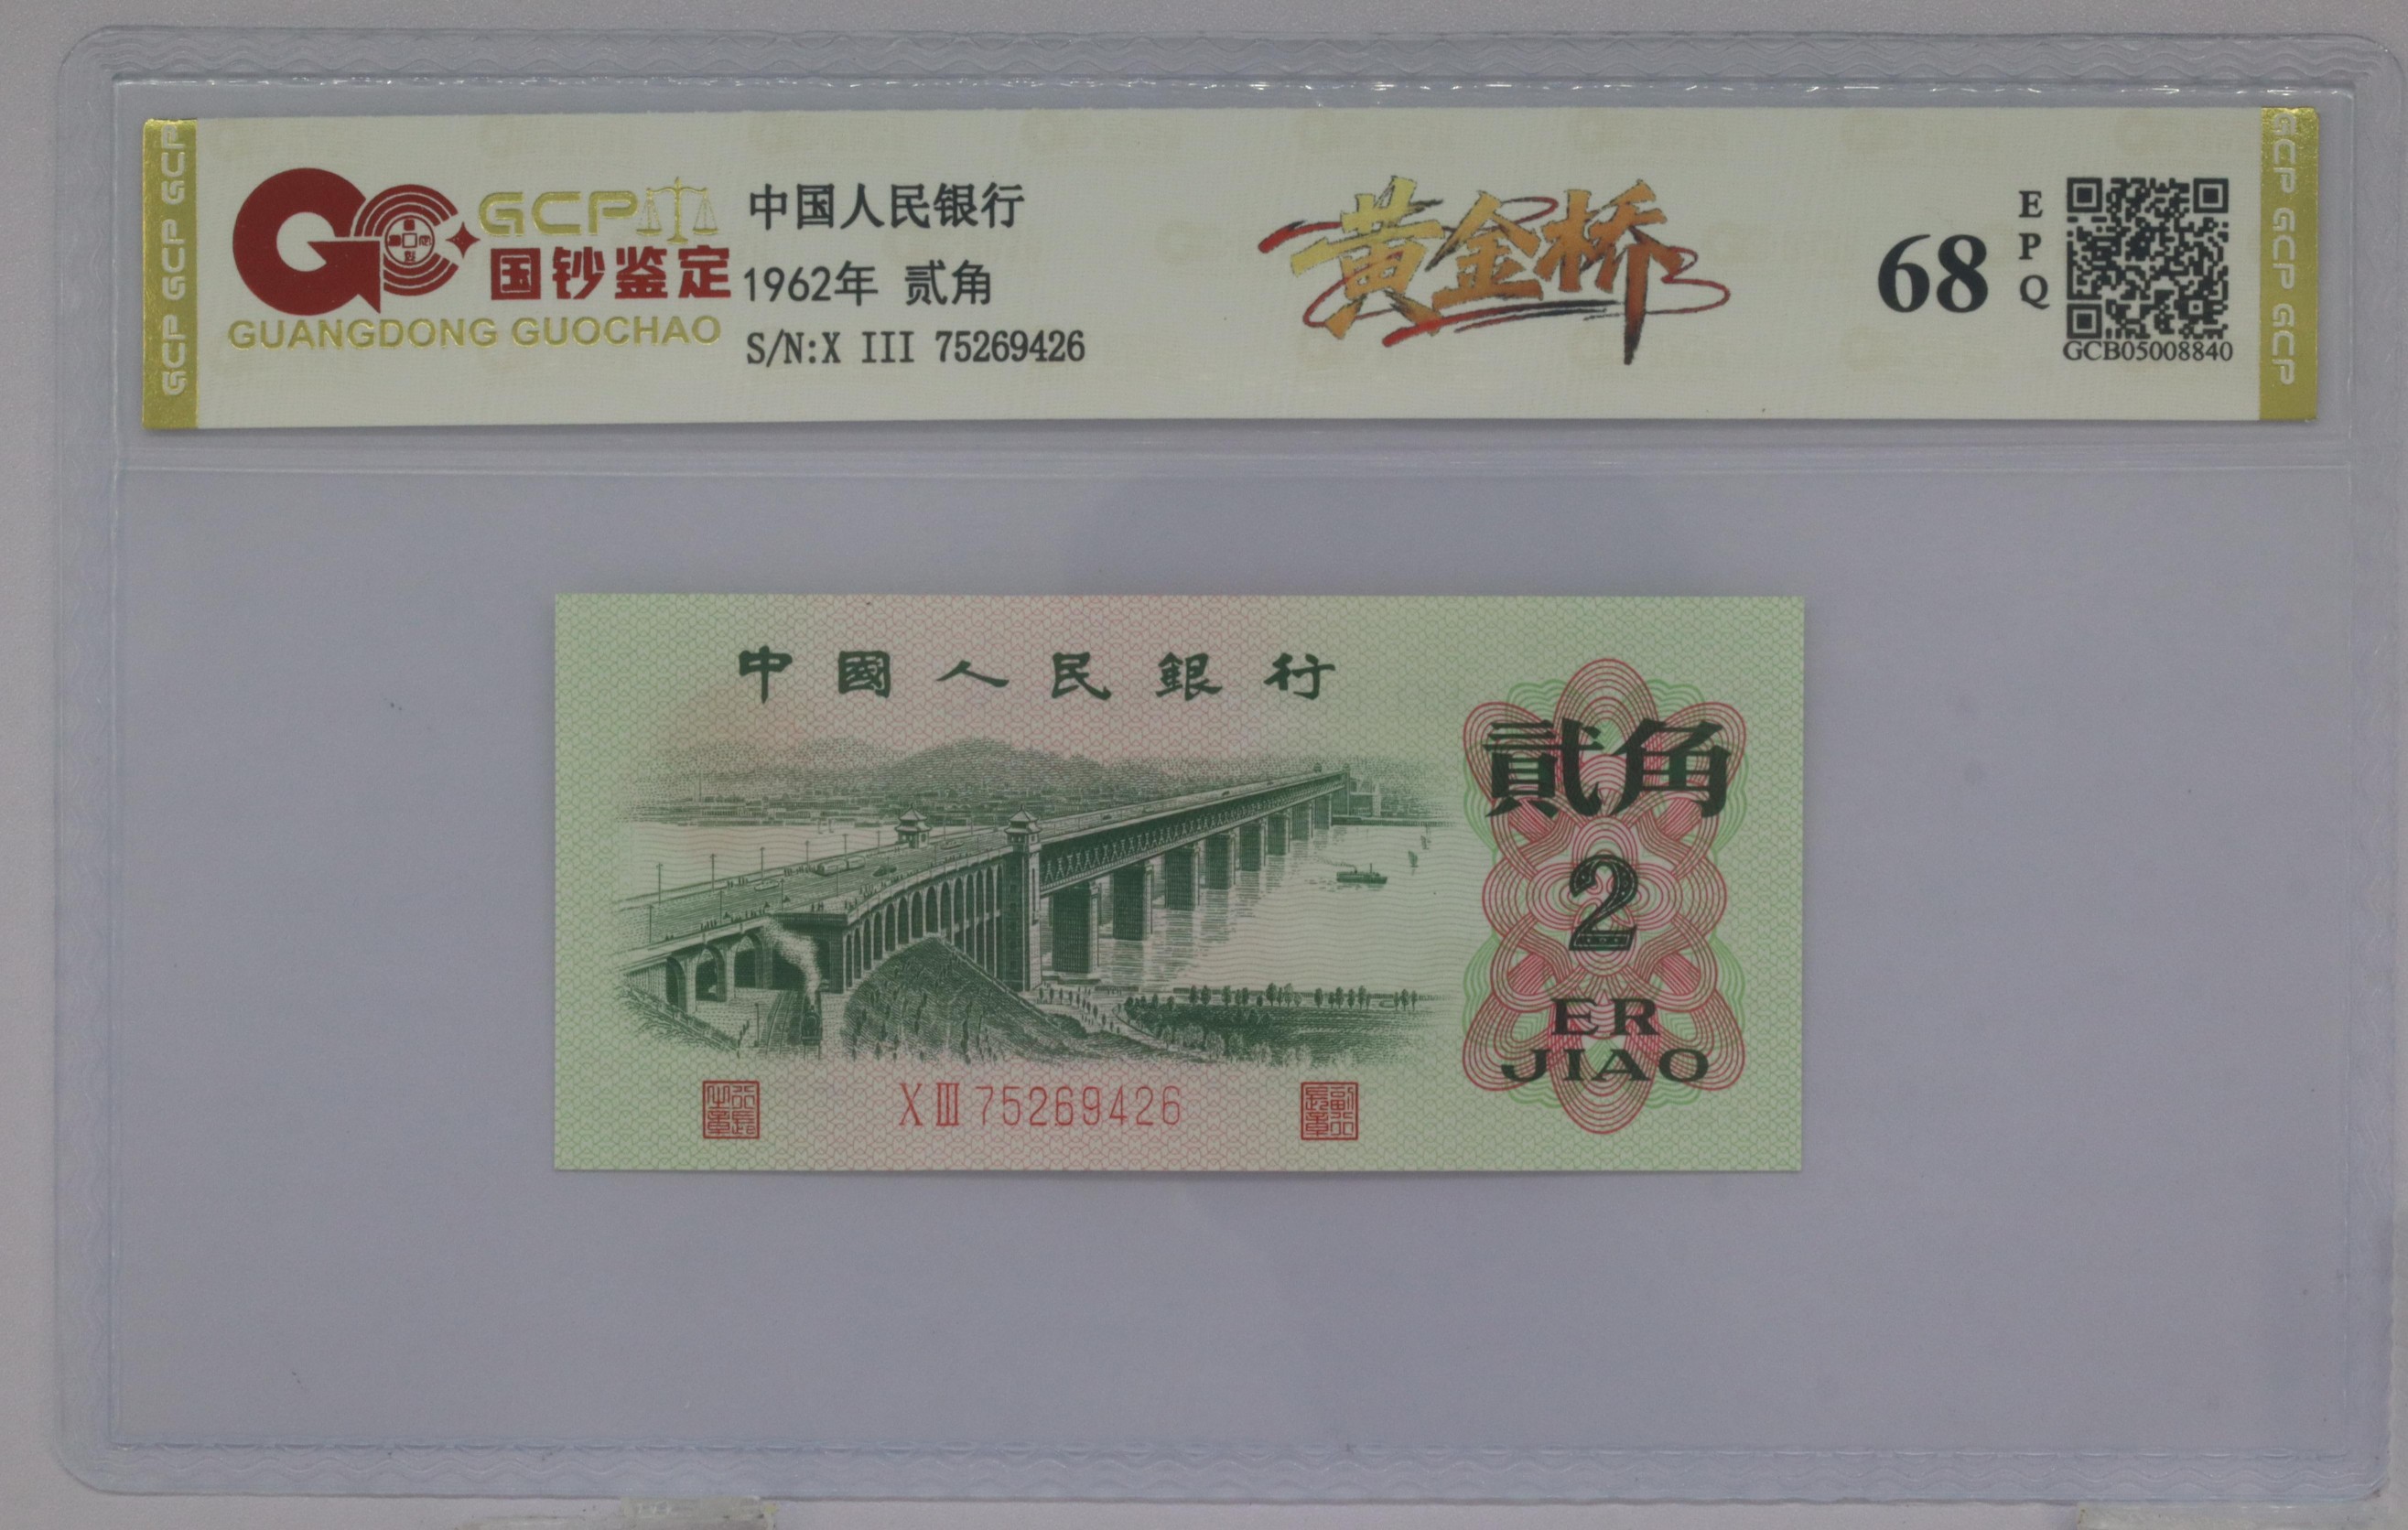 GCP GCP GCP
GCP
国钞鉴定
GUANGDONG GUOCHAO
中国人民银行
1962年 贰角
S/N:X III 75269426
黄金桥
68
E
P
Q
GCB05008840
GCP GCP GCP
中國人民銀行
貳角
2
ER
JIAO
X III 75269426